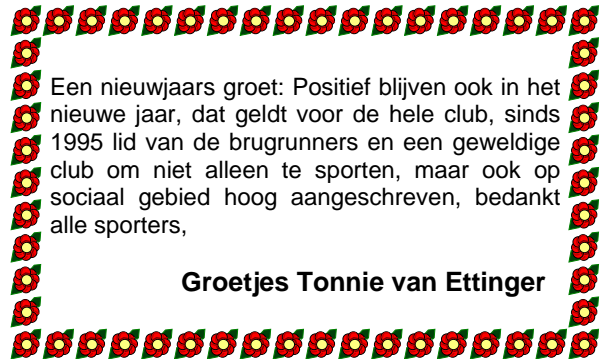 Een nieuwjaars groet: Positief blijven ook in het
nieuwe jaar, dat geldt voor de hele club, sinds
1995 lid van de brugrunners en een geweldige
club om niet alleen te sporten, maar ook op
sociaal gebied hoog aangeschreven, bedankt
alle sporters,
Groetjes Tonnie van Ettinger